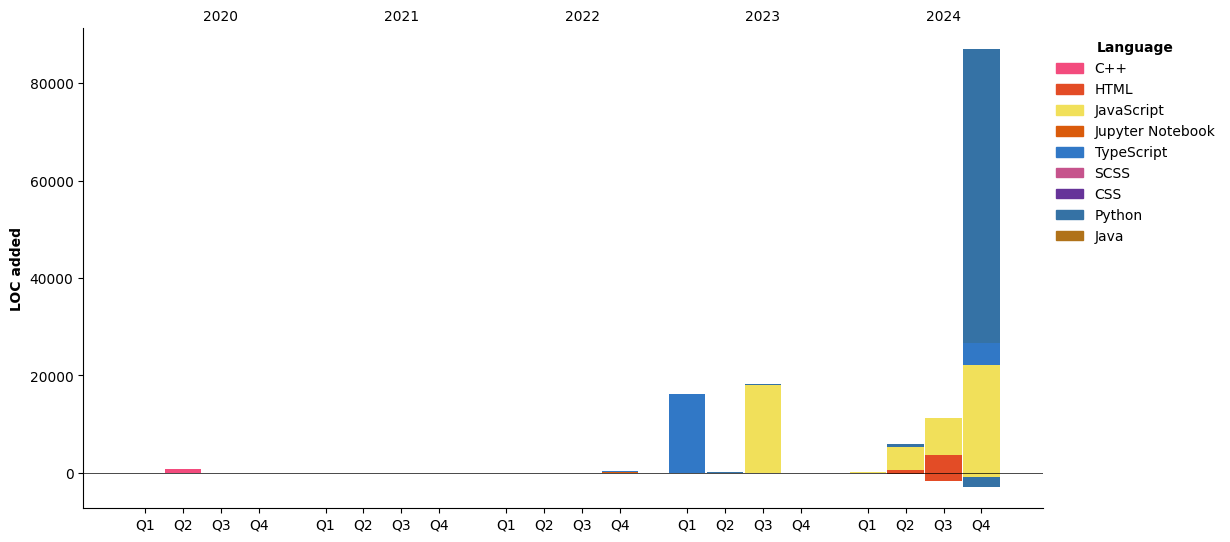 2020 2021 2022 2023 2024
Language
C++
HTML
JavaScript
Jupyter Notebook
TypeScript
SCSS
CSS
Python
Java
LOC added
80000
60000
40000
20000
0
Q1 Q2 Q3 Q4 Q1 Q2 Q3 Q4 Q1 Q2 Q3 Q4 Q1 Q2 Q3 Q4 Q1 Q2 Q3 Q4